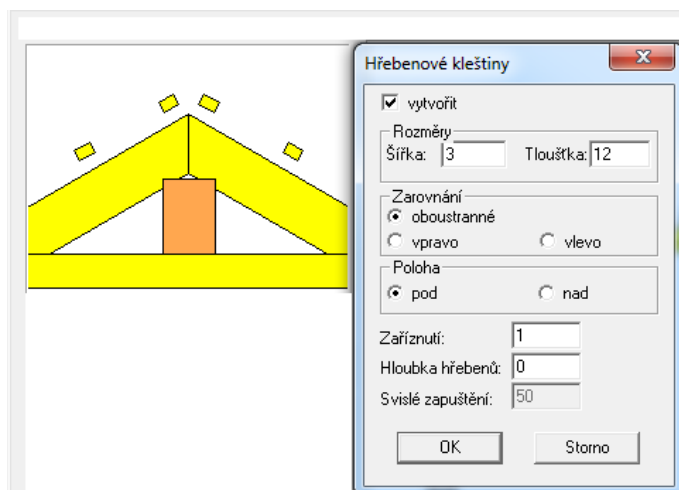 Hřebenové kleštiny
vytvořit
Rozměry
Šířka: 3 Tloušťka: 12
Zarovnání
oboustranné
vpravo vlevo
Poloha
pod nad
Zaříznutí: 1
Hloubka hřebenů: 0
Svislé zapuštění: 50
OK Storno